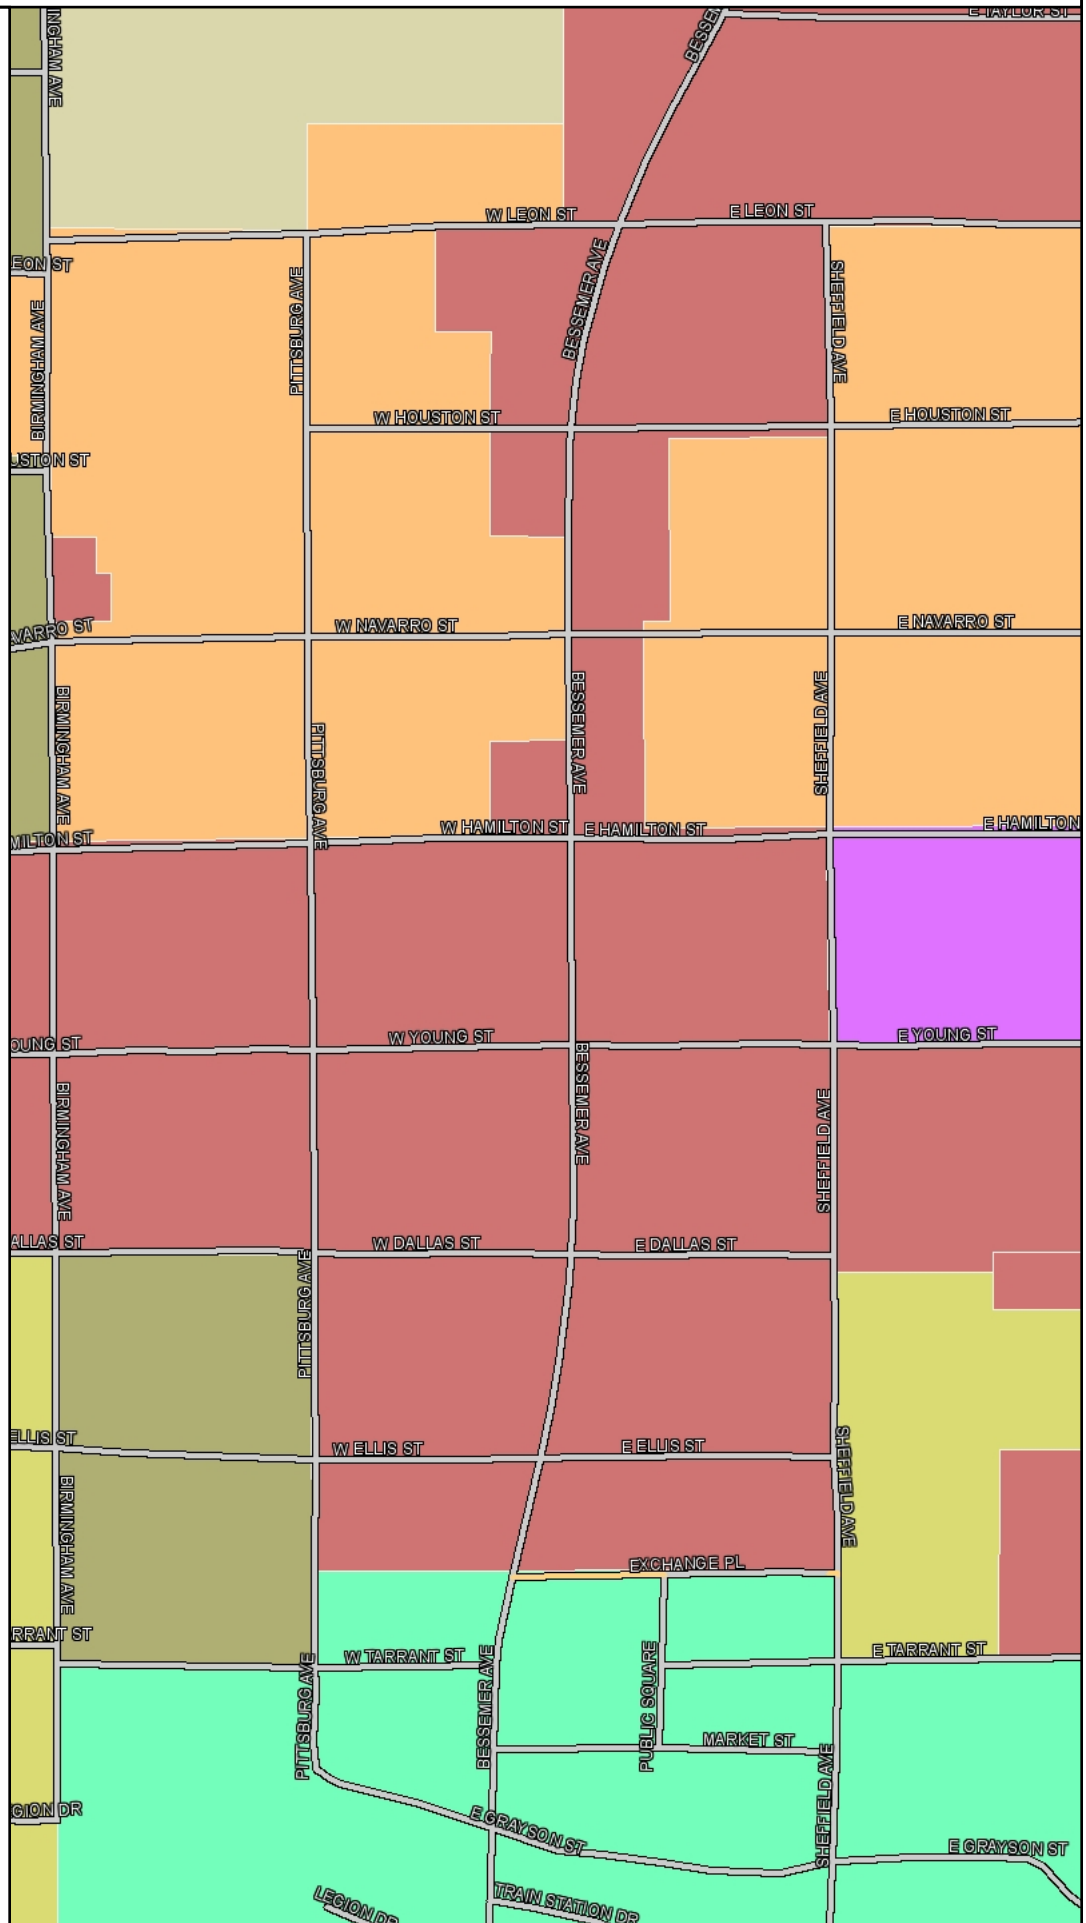 BESSEM
E TAYLOR ST
INGHAM AVE
W LEON ST
E LEON ST
EON ST
BESSEMER AVE
PITTSBURG AVE
SHEFFIELD AVE
BIRMINGHAM AVE
W HOUSTON ST
E HOUSTON ST
USTON ST
AVARRO ST
W NAVARRO ST
E NAVARRO ST
BIRMINGHAM AVE
PITTSBURG AVE
BESSEMER AVE
SHEFFIELD AVE
MILTON ST
W HAMILTON ST
E HAMILTON ST
E HAMILTON
OUNG ST
W YOUNG ST
E YOUNG ST
BIRMINGHAM AVE
BESSEMER AVE
SHEFFIELD AVE
ALLAS ST
W DALLAS ST
E DALLAS ST
PITTSBURG AVE
ELLIS ST
W ELLIS ST
E ELLIS ST
SHEFFIELD AVE
BIRMINGHAM AVE
EXCHANGE PL
RRANT ST
W TARRANT ST
E TARRANT ST
PITTSBURG AVE
BESSEMER AVE
PUBLIC SQUARE
MARKET ST
SHEFFIELD AVE
GION DR
E GRAYSON ST
E GRAYSON ST
LEGION DR
TRAIN STATION DR